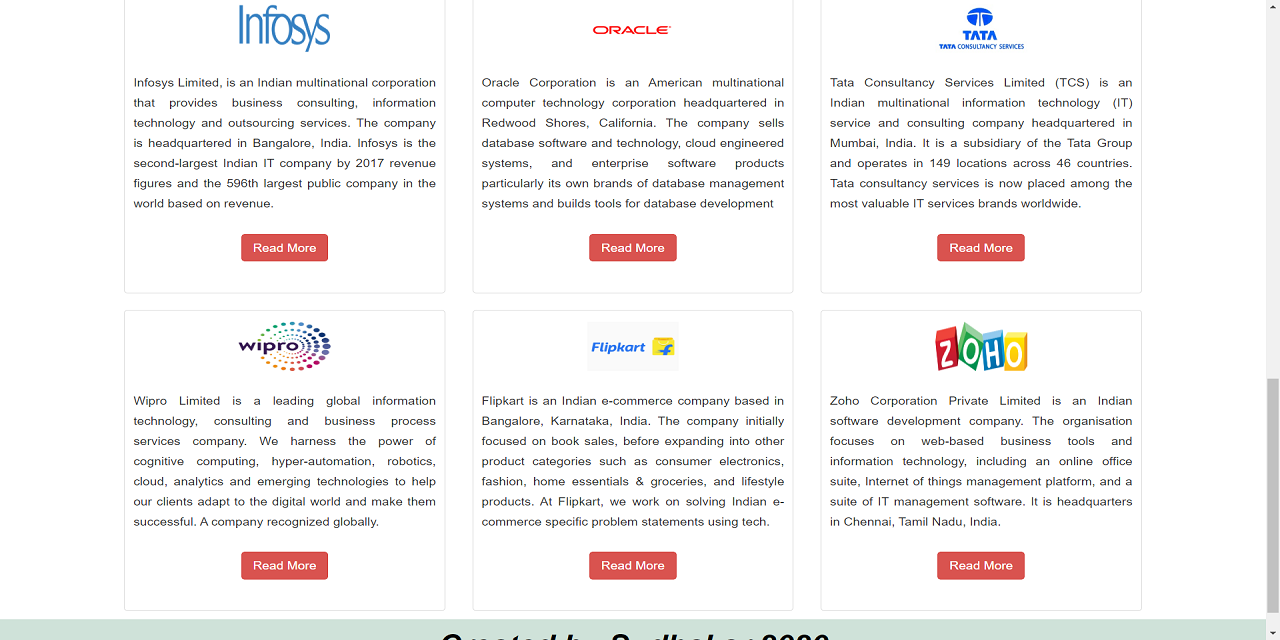 Infosys
Infosys Limited, is an Indian multinational corporation
that provides business consulting, information
technology and outsourcing services. The company
is headquartered in Bangalore, India. Infosys is the
second-largest Indian IT company by 2017 revenue
figures and the 596th largest public company in the
world based on revenue.
Read More
ORACLE
Oracle Corporation is an American multinational
computer technology corporation headquartered in
Redwood Shores, California. The company sells
database software and technology, cloud engineered
systems, and enterprise software products
particularly its own brands of database management
systems and builds tools for database development
Read More
TATA
TATA CONSULTANCY SERVICES
Tata Consultancy Services Limited (TCS) is an
Indian multinational information technology (IT)
service and consulting company headquartered in
Mumbai, India. It is a subsidiary of the Tata Group
and operates in 149 locations across 46 countries.
Tata consultancy services is now placed among the
most valuable IT services brands worldwide.
Read More
wipro
Wipro Limited is a leading global information
technology, consulting and business process
services company. We harness the power of
cognitive computing, hyper-automation, robotics,
cloud, analytics and emerging technologies to help
our clients adapt to the digital world and make them
successful. A company recognized globally.
Read More
Flipkart
Flipkart is an Indian e-commerce company based in
Bangalore, Karnataka, India. The company initially
focused on book sales, before expanding into other
product categories such as consumer electronics,
fashion, home essentials & groceries, and lifestyle
products. At Flipkart, we work on solving Indian e-
commerce specific problem statements using tech.
Read More
ZOHO
Zoho Corporation Private Limited is an Indian
software development company. The organisation
focuses on web-based business tools and
information technology, including an online office
suite, Internet of things management platform, and a
suite of IT management software. It is headquarters
in Chennai, Tamil Nadu, India.
Read More
Created by